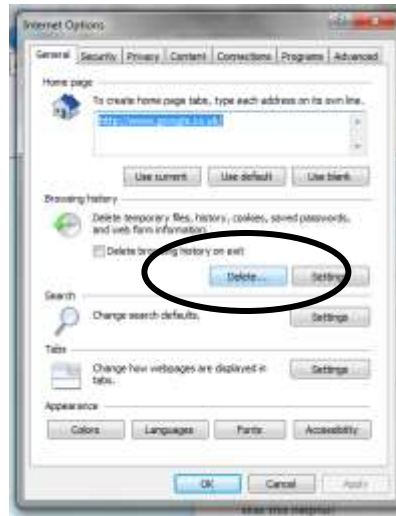 Internet Options
General Security Privacy Content Connections Programs Advanced
Home page
To create home page tabs, type each address on its own line.
http://www.google.co.uk/
Use current Use default Use blank
Browsing history
Delete temporary files, history, cookies, saved passwords,
and web form information.
Delete browsing history on exit
Delete... Settings
Search
Change search defaults.
Settings
Tabs
Change how webpages are displayed in
tabs.
Settings
Appearance
Colors Languages Fonts Accessibility
OK Cancel Apply